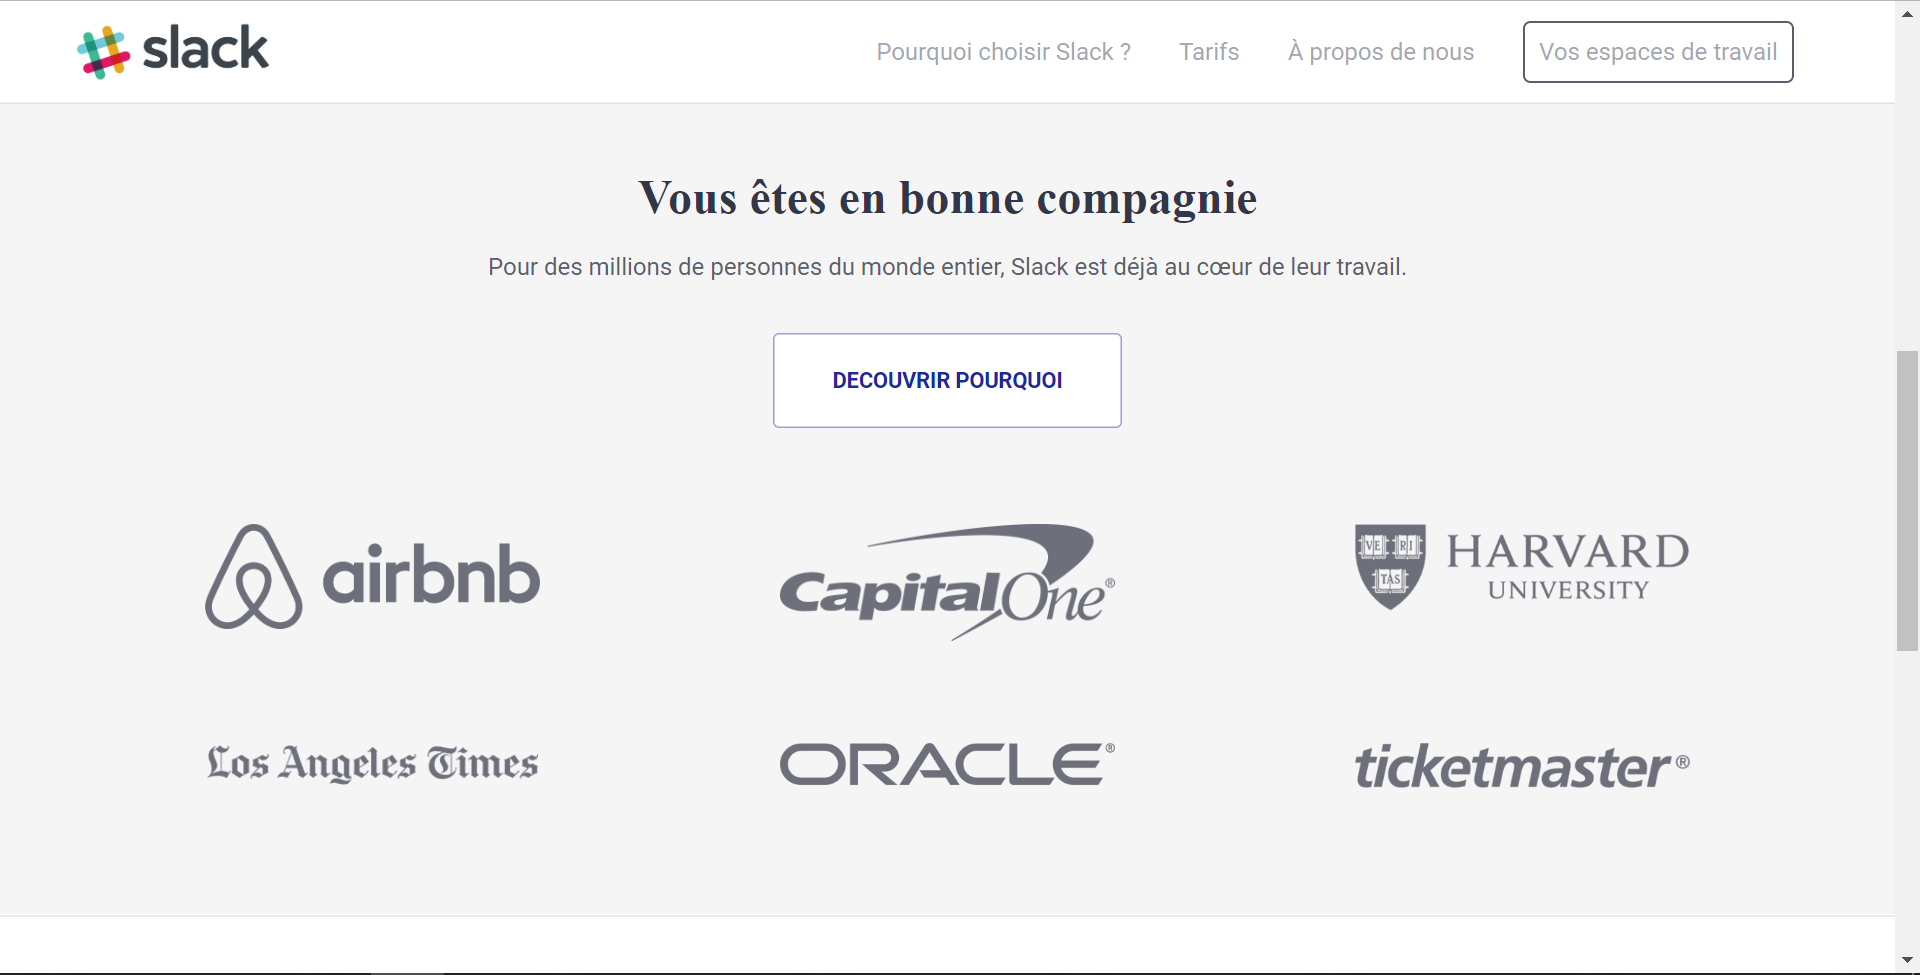 slack
Pourquoi choisir Slack ?
Tarifs
À propos de nous
Vos espaces de travail
Vous êtes en bonne compagnie
Pour des millions de personnes du monde entier, Slack est déjà au cœur de leur travail.
DECOUVRIR POURQUOI
airbnb
CapitalOne®
VE RI
TAS
HARVARD
UNIVERSITY
Los Angeles Times
ORACLE®
ticketmaster®